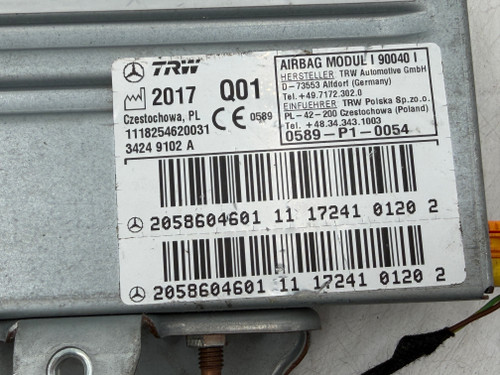 TRW
2017 Q01
Czestochowa, PL
1118254620031
34249102 A
0589
AIRBAG MODUL I 90040 I
HERSTELLER TRW Automotive GmbH
D-73553 Alfdorf (Germany)
Tel.+49.7172.302.0
EINFUEHRER TRW Polska Sp.zo.o.
PL-42-200 Czestochowa (Poland)
Tel.+48.34.343.1003
0589-P1-0054
2058604601 11 17241 0120 2
2058604601 11 17241 0120 2